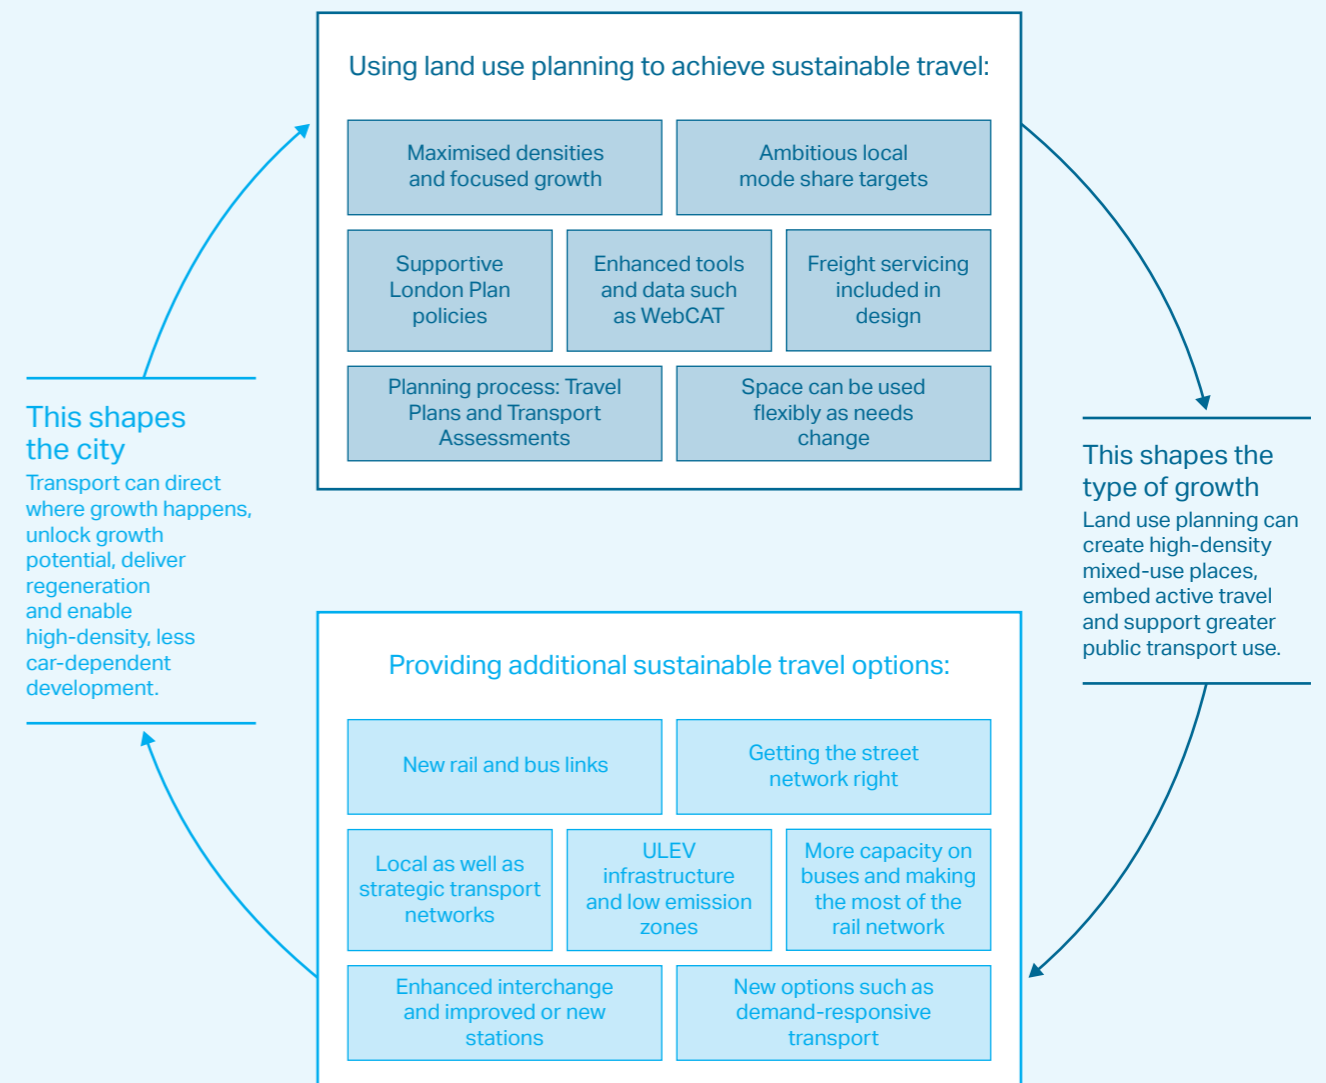 Using land use planning to achieve sustainable travel:
Maximised densities
and focused growth
Ambitious local
mode share targets
Supportive
London Plan
policies
Enhanced tools
and data such
as WebCAT
Freight servicing
included in
design
Planning process: Travel
Plans and Transport
Assessments
Space can be used
flexibly as needs
change
This shapes the
type of growth
Land use planning can
create high-density
mixed-use places,
embed active travel
and support greater
public transport use.
Providing additional sustainable travel options:
New rail and bus links
Getting the street
network right
Local as well as
strategic transport
networks
ULEV
infrastructure
and low emission
zones
More capacity on
buses and making
the most of the
rail network
Enhanced interchange
and improved or new
stations
New options such as
demand-responsive
transport
This shapes
the city
Transport can direct
where growth happens,
unlock growth
potential, deliver
regeneration
and enable
high-density, less
car-dependent
development.